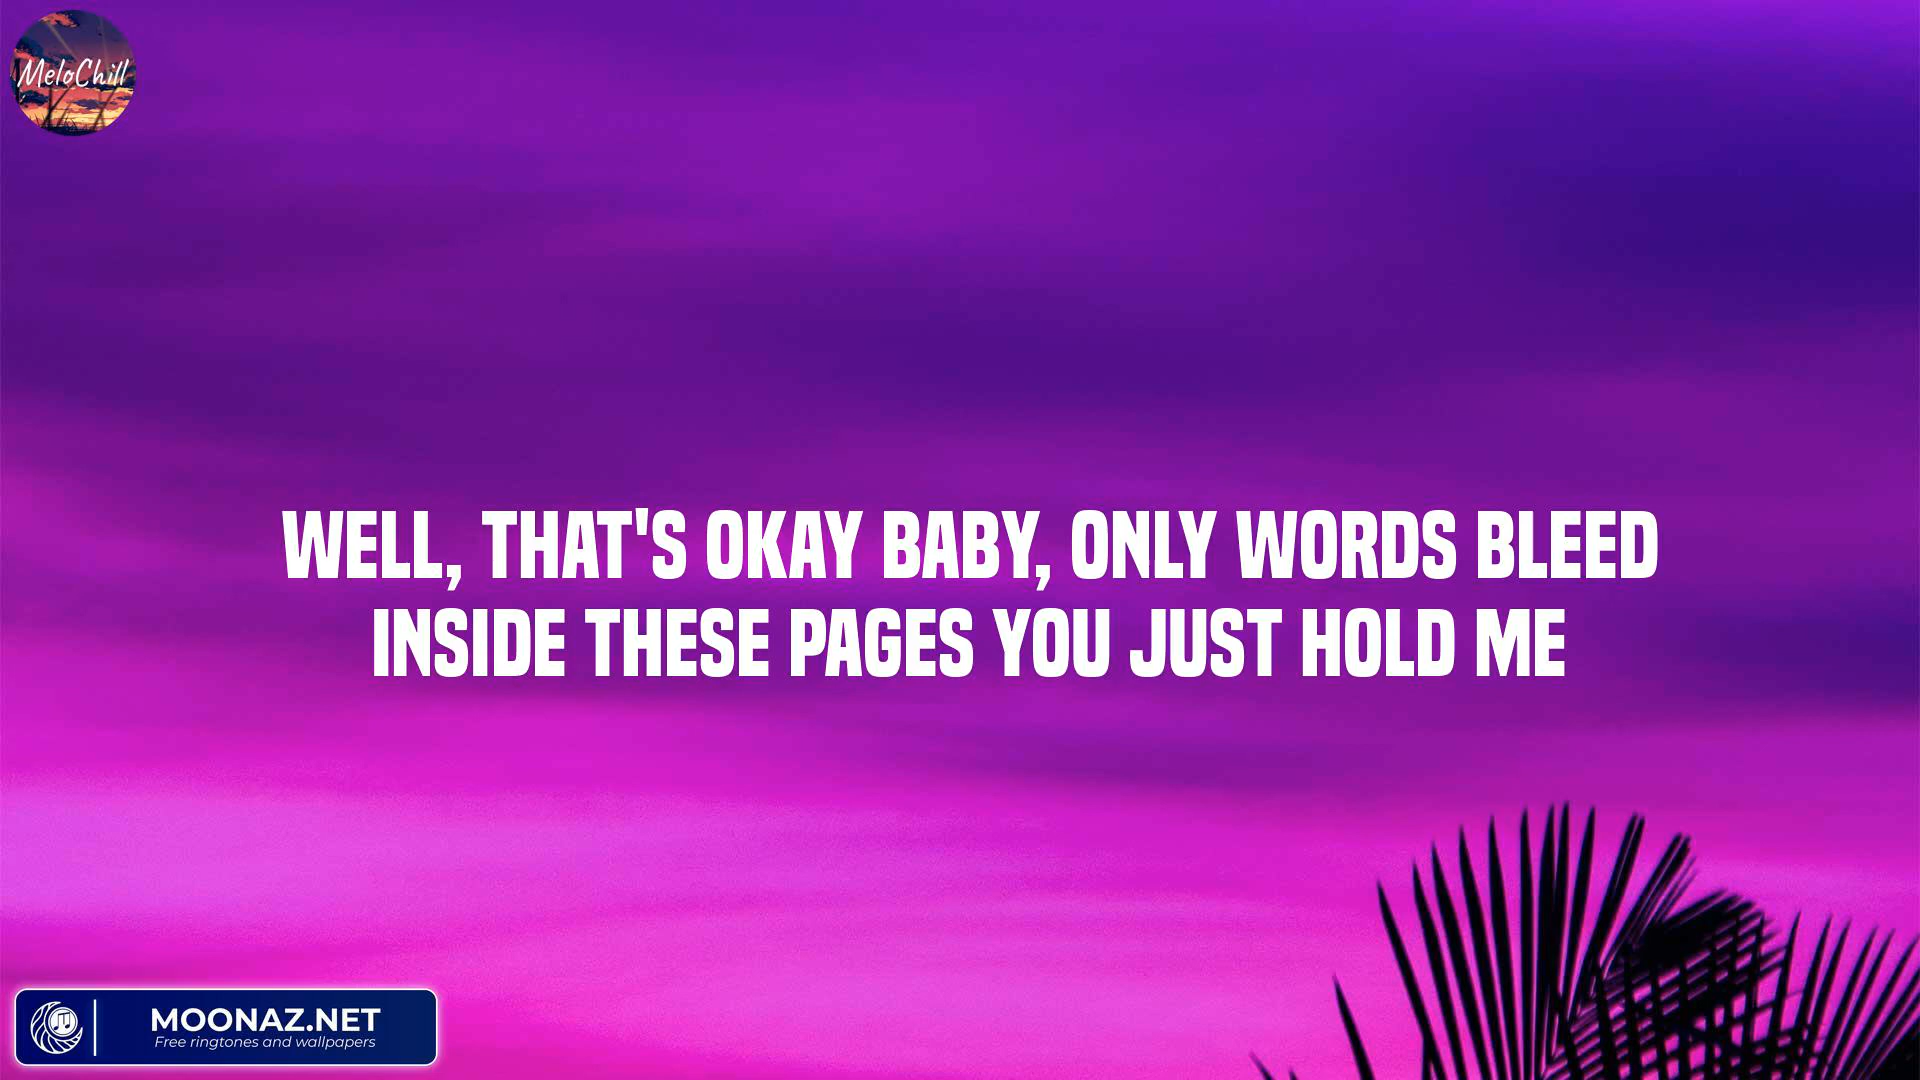 MeloChill
WELL, THAT'S OKAY BABY, ONLY WORDS BLEED
INSIDE THESE PAGES YOU JUST HOLD ME
MOONAZ.NET
Free ringtones and wallpapers